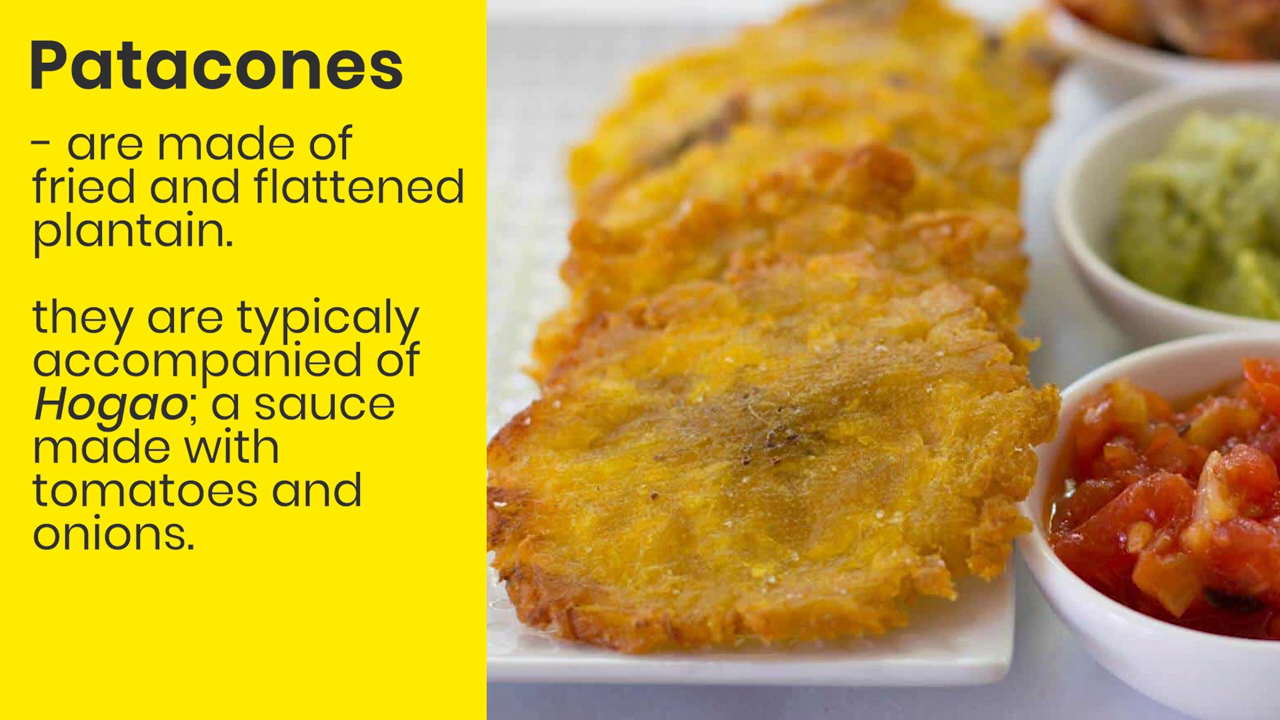 Patacones
- are made of
fried and flattened
plantain.
they are typicaly
accompanied of
Hogao; a sauce
made with
tomatoes and
onions.